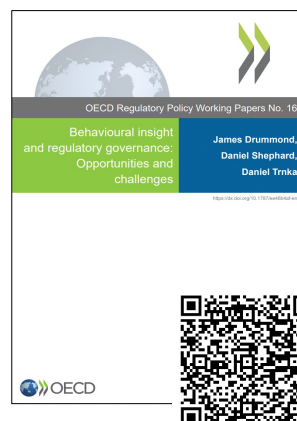 OECD Regulatory Policy Working Papers No. 16
Behavioural insight
and regulatory governance:
Opportunities and
challenges
James Drummond,
Daniel Shephard,
Daniel Trnka
OECD